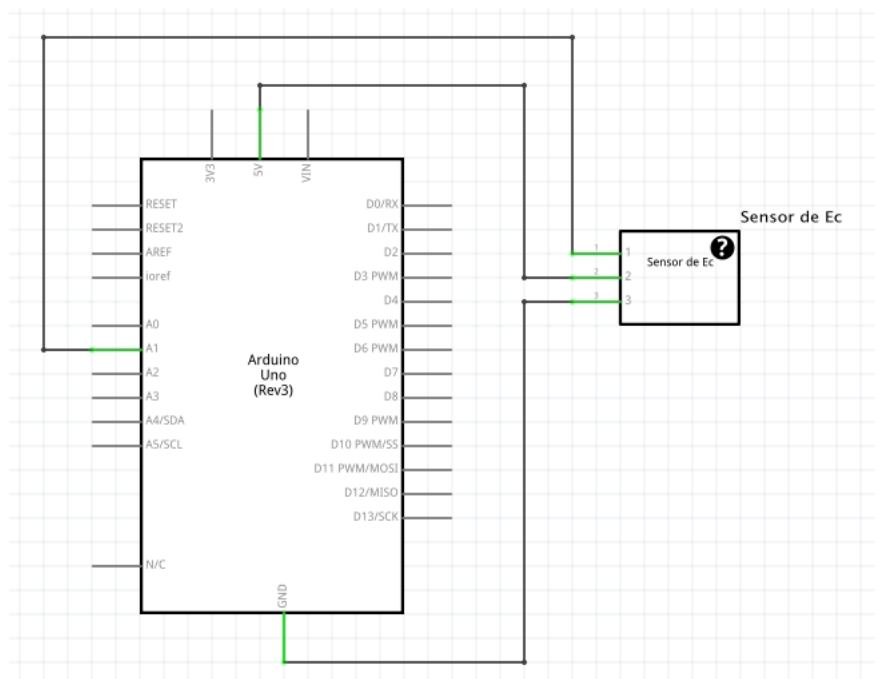 3V3
5V
VIN
RESET
RESET2
AREF
ioref
A0
A1
A2
A3
A4/SDA
A5/SCL
N/C
Arduino
Uno
(Rev3)
D0/RX
D1/TX
D2
D3 PWM
D4
D5 PWM
D6 PWM
D7
D8
D9 PWM
D10 PWM/SS
D11 PWM/MOSI
D12/MISO
D13/SCK
GND
Sensor de Ec
?
Sensor de Ec
1
1
2
2
3
3